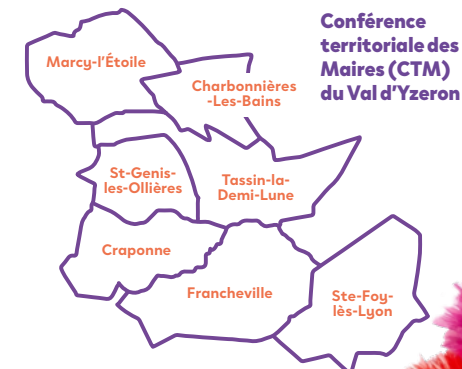 Conférence
territoriale des
Maires (CTM)
du Val d’Yzeron
Marcy-l’Étoile
Charbonnières
-Les-Bains
St-Genis-
les-Ollières
Tassin-la-
Demi-Lune
Craponne
Francheville
Ste-Foy-
lès-Lyon